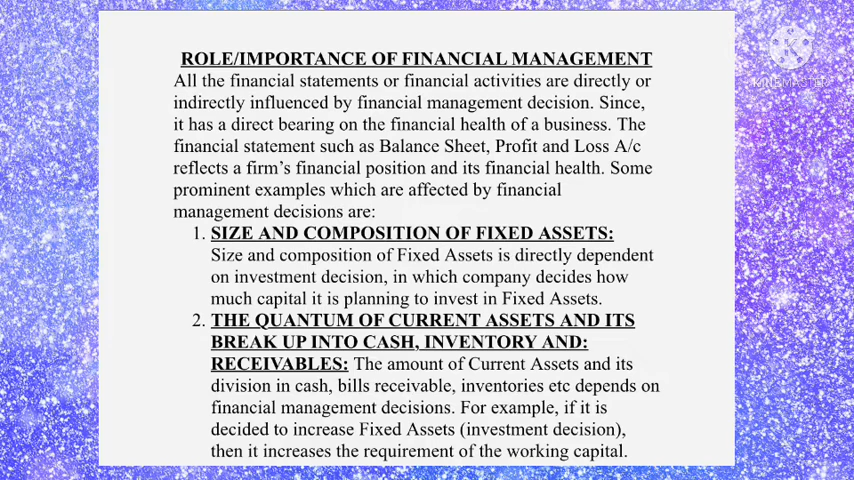 ROLE/IMPORTANCE OF FINANCIAL MANAGEMENT
All the financial statements or financial activities are directly or
indirectly influenced by financial management decision. Since,
it has a direct bearing on the financial health of a business. The
financial statement such as Balance Sheet, Profit and Loss A/c
reflects a firm's financial position and its financial health. Some
prominent examples which are affected by financial
management decisions are:
1. SIZE AND COMPOSITION OF FIXED ASSETS:
Size and composition of Fixed Assets is directly dependent
on investment decision, in which company decides how
much capital it is planning to invest in Fixed Assets.
2. THE QUANTUM OF CURRENT ASSETS AND ITS
BREAK UP INTO CASH, INVENTORY AND:
RECEIVABLES: The amount of Current Assets and its
division in cash, bills receivable, inventories etc depends on
financial management decisions. For example, if it is
decided to increase Fixed Assets (investment decision),
then it increases the requirement of the working capital.
K
KINEMASTER